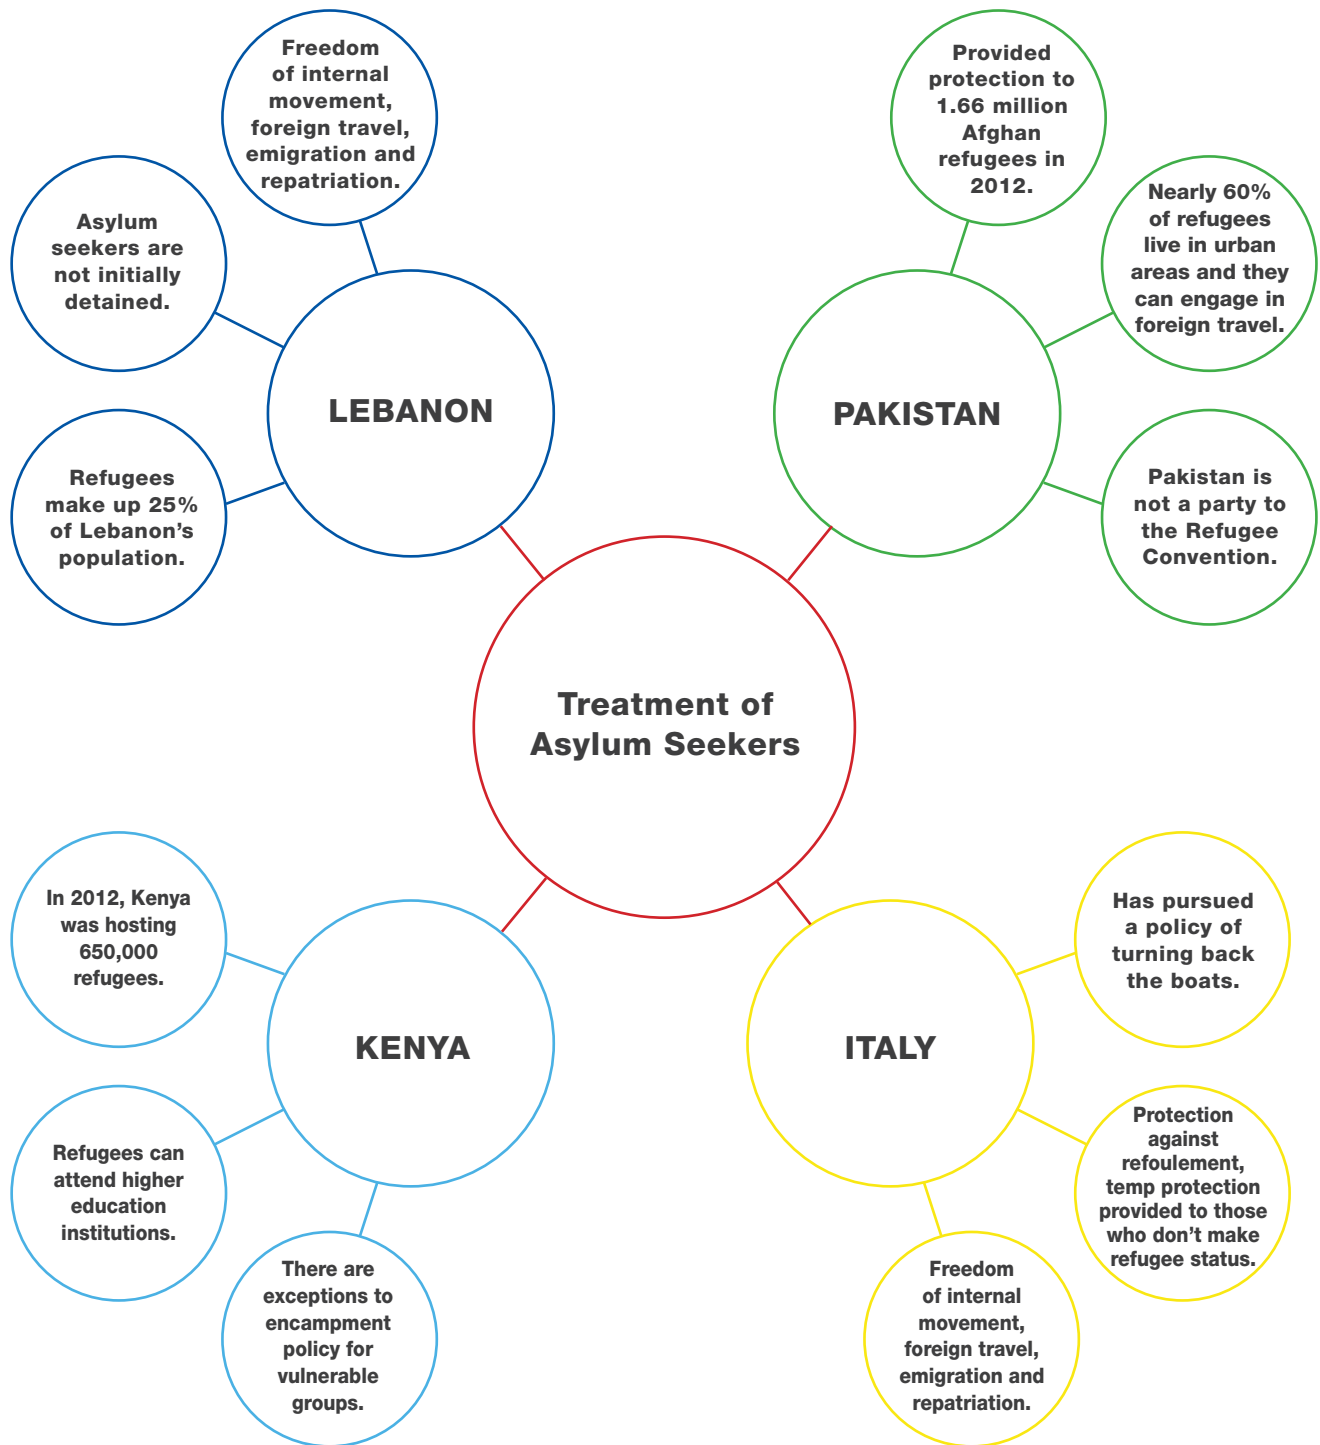 Freedom
of internal
movement,
foreign travel,
emigration and
repatriation.
Asylum
seekers are
not initially
detained.
Refugees
make up 25%
of Lebanon’s
population.
LEBANON
Provided
protection to
1.66 million
Afghan
refugees in
2012.
Nearly 60%
of refugees
live in urban
areas and they
can engage in
foreign travel.
Pakistan is
not a party to
the Refugee
Convention.
PAKISTAN
Treatment of
Asylum Seekers
In 2012, Kenya
was hosting
650,000
refugees.
Refugees can
attend higher
education
institutions.
There are
exceptions to
encampment
policy for
vulnerable
groups.
KENYA
ITALY
Has pursued
a policy of
turning back
the boats.
Protection
against
refoulement,
temp protection
provided to those
who don’t make
refugee status.
Freedom
of internal
movement,
foreign travel,
emigration and
repatriation.